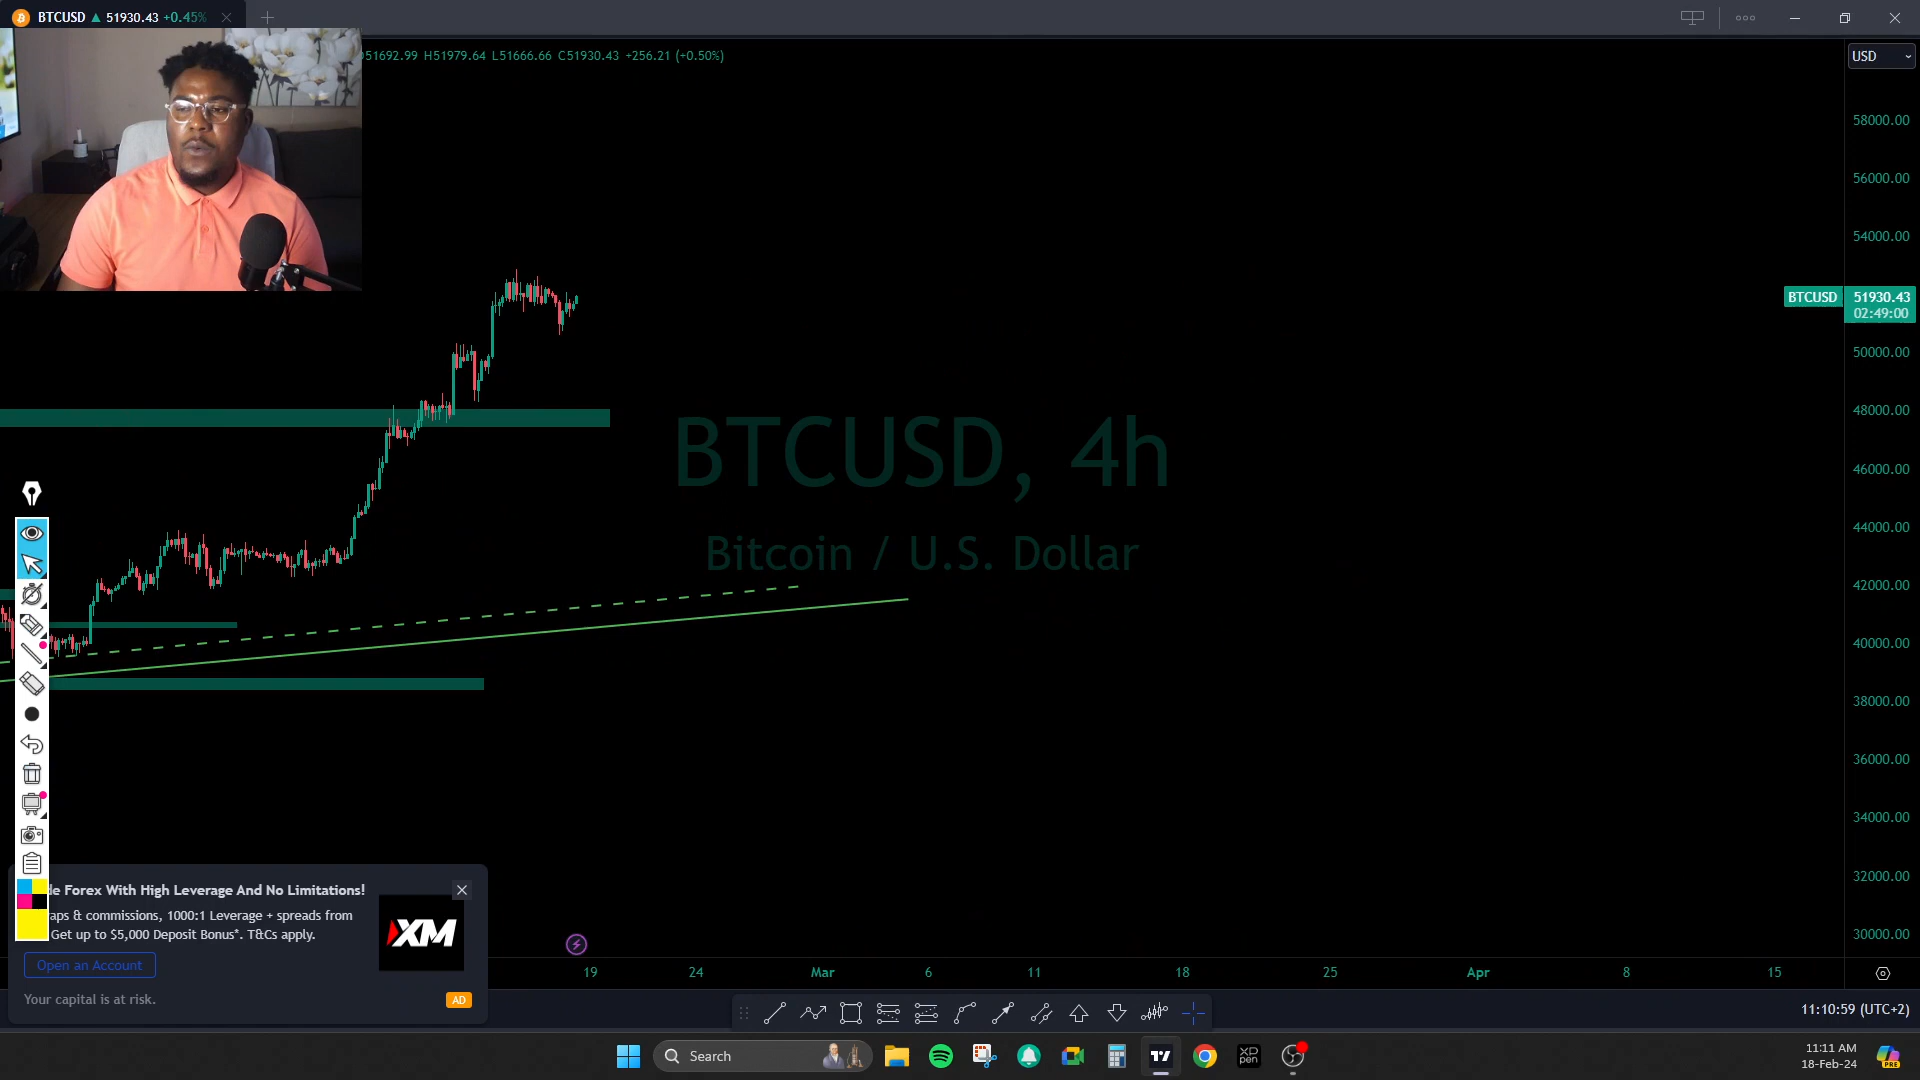 BTCUSD ▲ 51930.43 +0.45%
51692.99 H51979.64 L51666.66 C51930.43 +256.21 (+0.50%)
USD
58000.00
56000.00
54000.00
BTCUSD 51930.43
02:49:00
50000.00
48000.00
46000.00
44000.00
42000.00
40000.00
38000.00
36000.00
34000.00
32000.00
30000.00
BTCUSD, 4h
Bitcoin / U.S. Dollar
de Forex With High Leverage And No Limitations!
aps & commissions, 1000:1 Leverage + spreads from
Get up to $5,000 Deposit Bonus*. T&Cs apply.
XM
Open an Account
Your capital is at risk.
AD
19 24 Mar 6 11 18 25 Apr 8 15
11:10:59 (UTC+2)
Search
XP
pen
11:11 AM
18-Feb-24
PRE